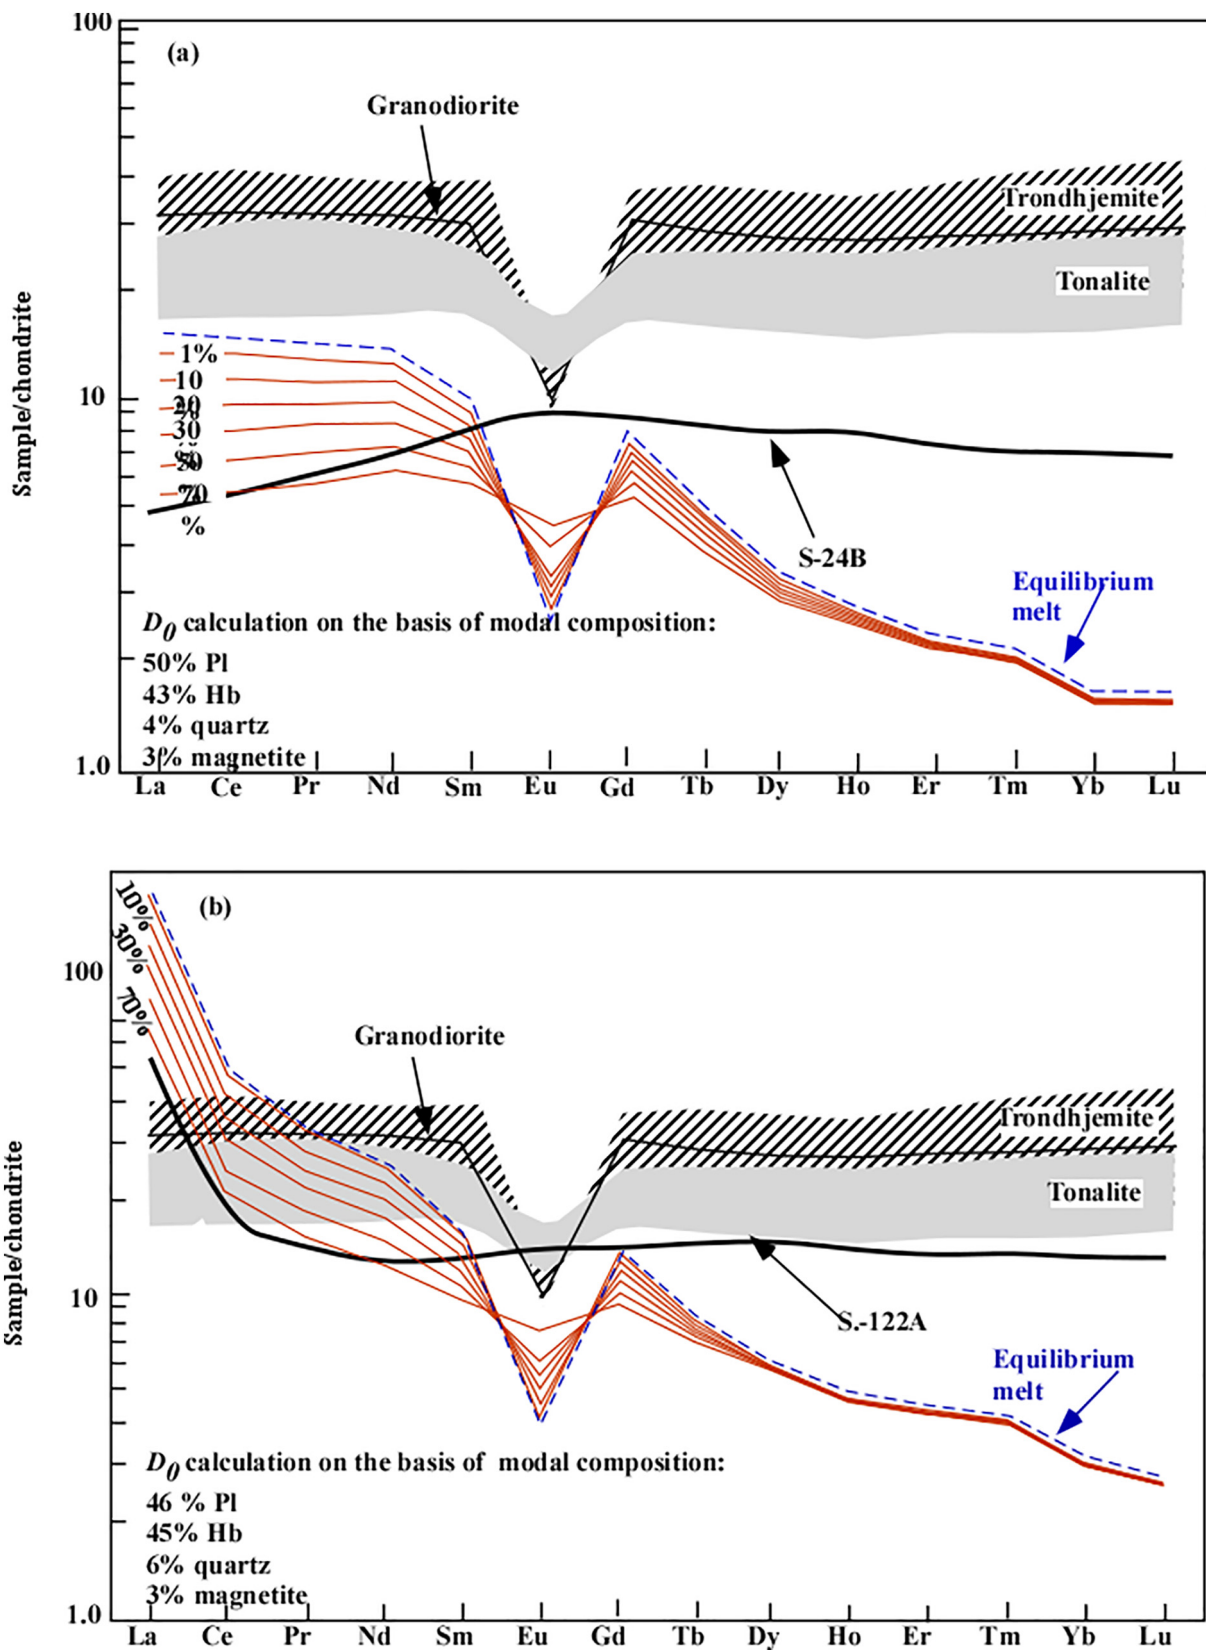 100
(a)
Granodiorite
Trondhjemite
Tonalite
Sample/chondrite
1%
10
20
%
30
50
70
%
10
S-24B
Equilibrium
melt
D0 calculation on the basis of modal composition:
50% Pl
43% Hb
4% quartz
3% magnetite
1.0
La Ce Pr Nd Sm Eu Gd Tb Dy Ho Er Tm Yb Lu
10%
(b)
30%
100
70%
Granodiorite
Trondhjemite
Tonalite
Sample/chondrite
10
S.-122A
Equilibrium
melt
D0 calculation on the basis of modal composition:
46 % Pl
45% Hb
6% quartz
3% magnetite
1.0
La Ce Pr Nd Sm Eu Gd Tb Dy Ho Er Tm Yb Lu